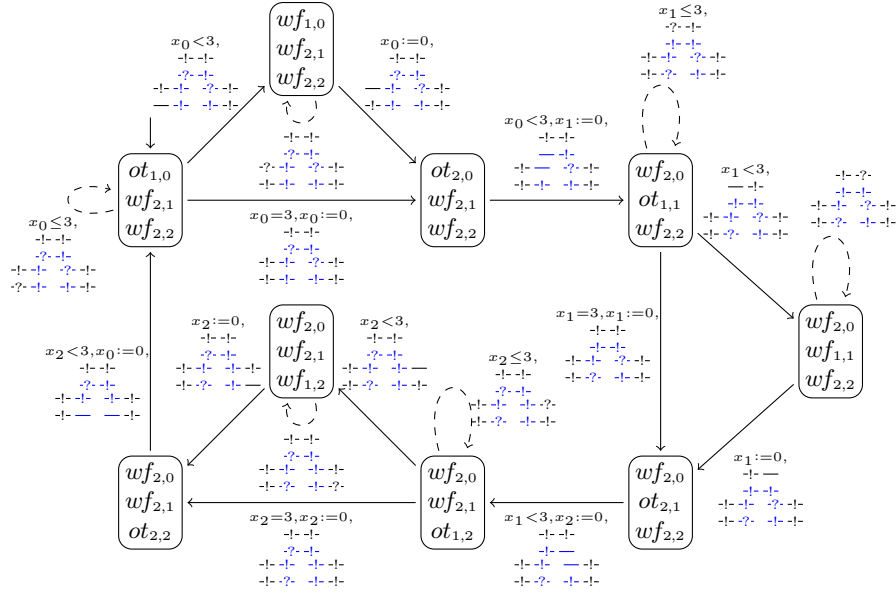 x₀<3,
-!--!-
-?--!-
-!--!- -?--!-
— -!- -!--!-
wf₁,₀
wf₂,₁
wf₂,₂
x₀:=0,
-!--!-
-?--!-
— -!- -?--!-
-!--!- -!--!-
x₁≤3,
-?--!-
-!--!-
-!--!- -?--!-
-!--?- -!--!-
-!--!-
-?--!-
-?--!- -?--!-
-!--!- -!--!-
x₀<3,x₁:=0,
-!--!-
— -!-
-!- — -?--!-
-!--!- -!--!-
ot₁,₀
wf₂,₁
wf₂,₂
ot₂,₀
wf₂,₁
wf₂,₂
wf₂,₀
ot₁,₁
wf₂,₂
x₁<3,
— -!-
-!--!-
-!--!- -?--!-
-!--?- -!--!-
-!--?-
-!--!-
-!--!- -?--!-
-!--?- -!--!-
x₀≤3,
-!--!-
-?--!-
-!--!- -?--!-
-?--!- -!--!-
x₀=3,x₀:=0,
-!--!-
-?--!-
-!--!- -?--!-
-!--!- -!--!-
x₂<3,x₀:=0,
-!--!-
-?--!-
-!--!- -!--!-
-!- — — -!-
x₂:=0,
-!--!-
-?--!-
-!--!- -!--!-
-!--?- -!- —
wf₂,₀
wf₂,₁
wf₁,₂
x₂<3,
-!--!-
-?--!-
-!--!- -!- —
-!--?- -!--!-
x₂≤3,
-!--!-
-?--!-
-!--!- -!--?-
-!--?- -!--!-
x₁=3,x₁:=0,
-!--!-
-!--!-
-!--!- -?--!-
-!--?- -!--!-
wf₂,₀
wf₁,₁
wf₂,₂
-!--!-
-?--!-
-!--!- -!--!-
-!--?- -!--?-
wf₂,₀
wf₂,₁
ot₂,₂
wf₂,₀
wf₂,₁
ot₁,₂
wf₂,₀
ot₂,₁
wf₂,₂
x₁:=0,
-!- —
-!--!-
-!--!- -?--!-
-!--?- -!--!-
x₂=3,x₂:=0,
-!--!-
-?--!-
-!--!- -!--!-
-!--?- -!--!-
x₁<3,x₂:=0,
-!--!-
-!- —
-!--!- — -!-
-!--?- -!--!-